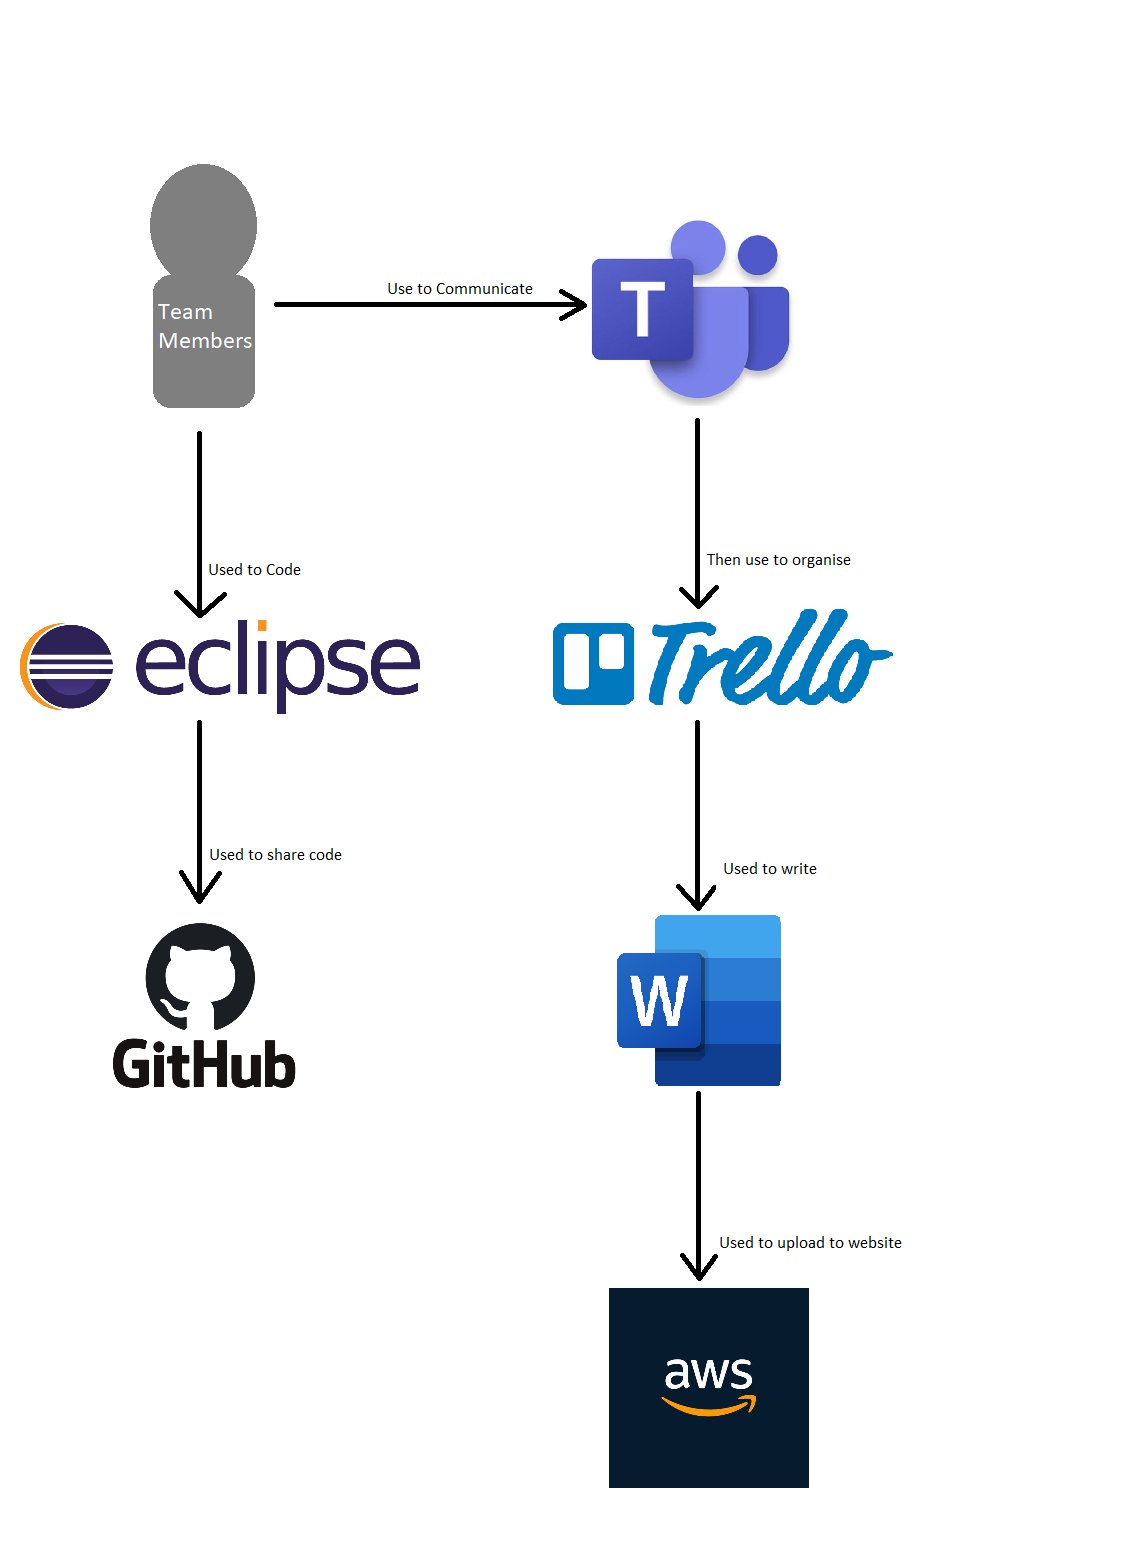 Team
Members
Use to Communicate
T
Used to Code
Then use to organise
eclipse
Trello
Used to share code
Used to write
W
GitHub
Used to upload to website
aws